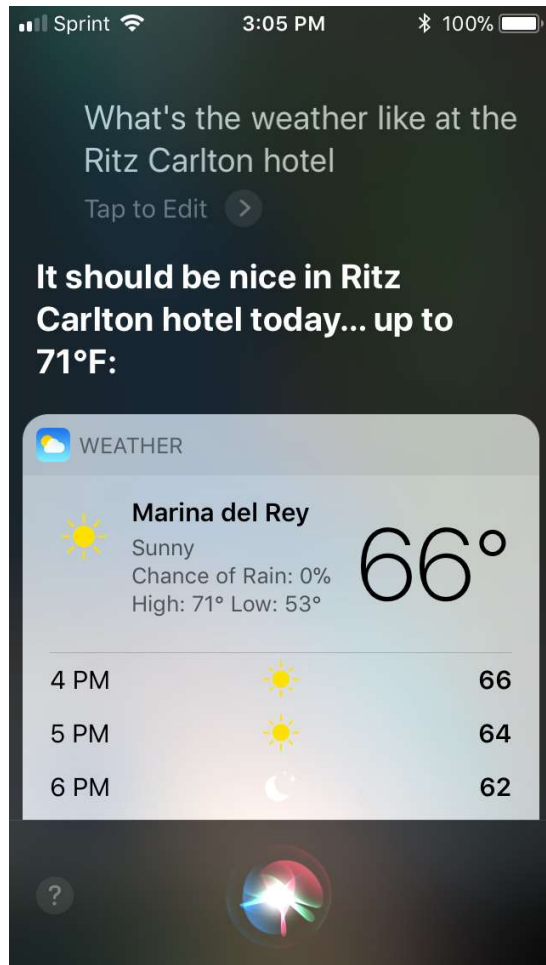 Sprint 3:05 PM 100%
What's the weather like at the
Ritz Carlton hotel
Tap to Edit >
It should be nice in Ritz
Carlton hotel today... up to
71°F:
WEATHER
Marina del Rey
Sunny
Chance of Rain: 0%
High: 71° Low: 53°
66°
4 PM 66
5 PM 64
6 PM 62
?